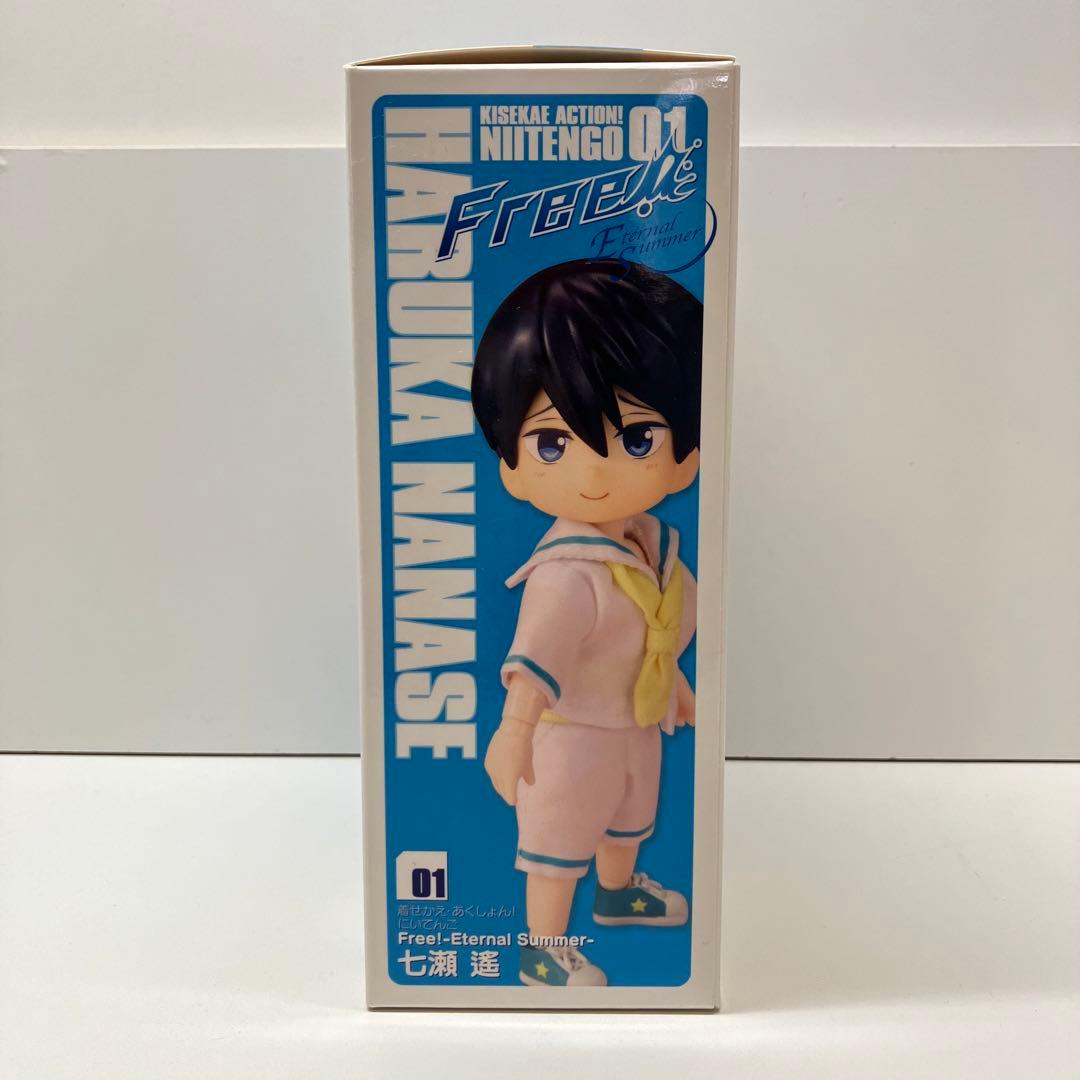 KISEKAE ACTION!
NIITENGO 01
Free!
Eternal
Summer
HARUKA NANASE
01
着せかえ・あくしょん!
にいてんご
Free!-Eternal Summer-
七瀬 遙